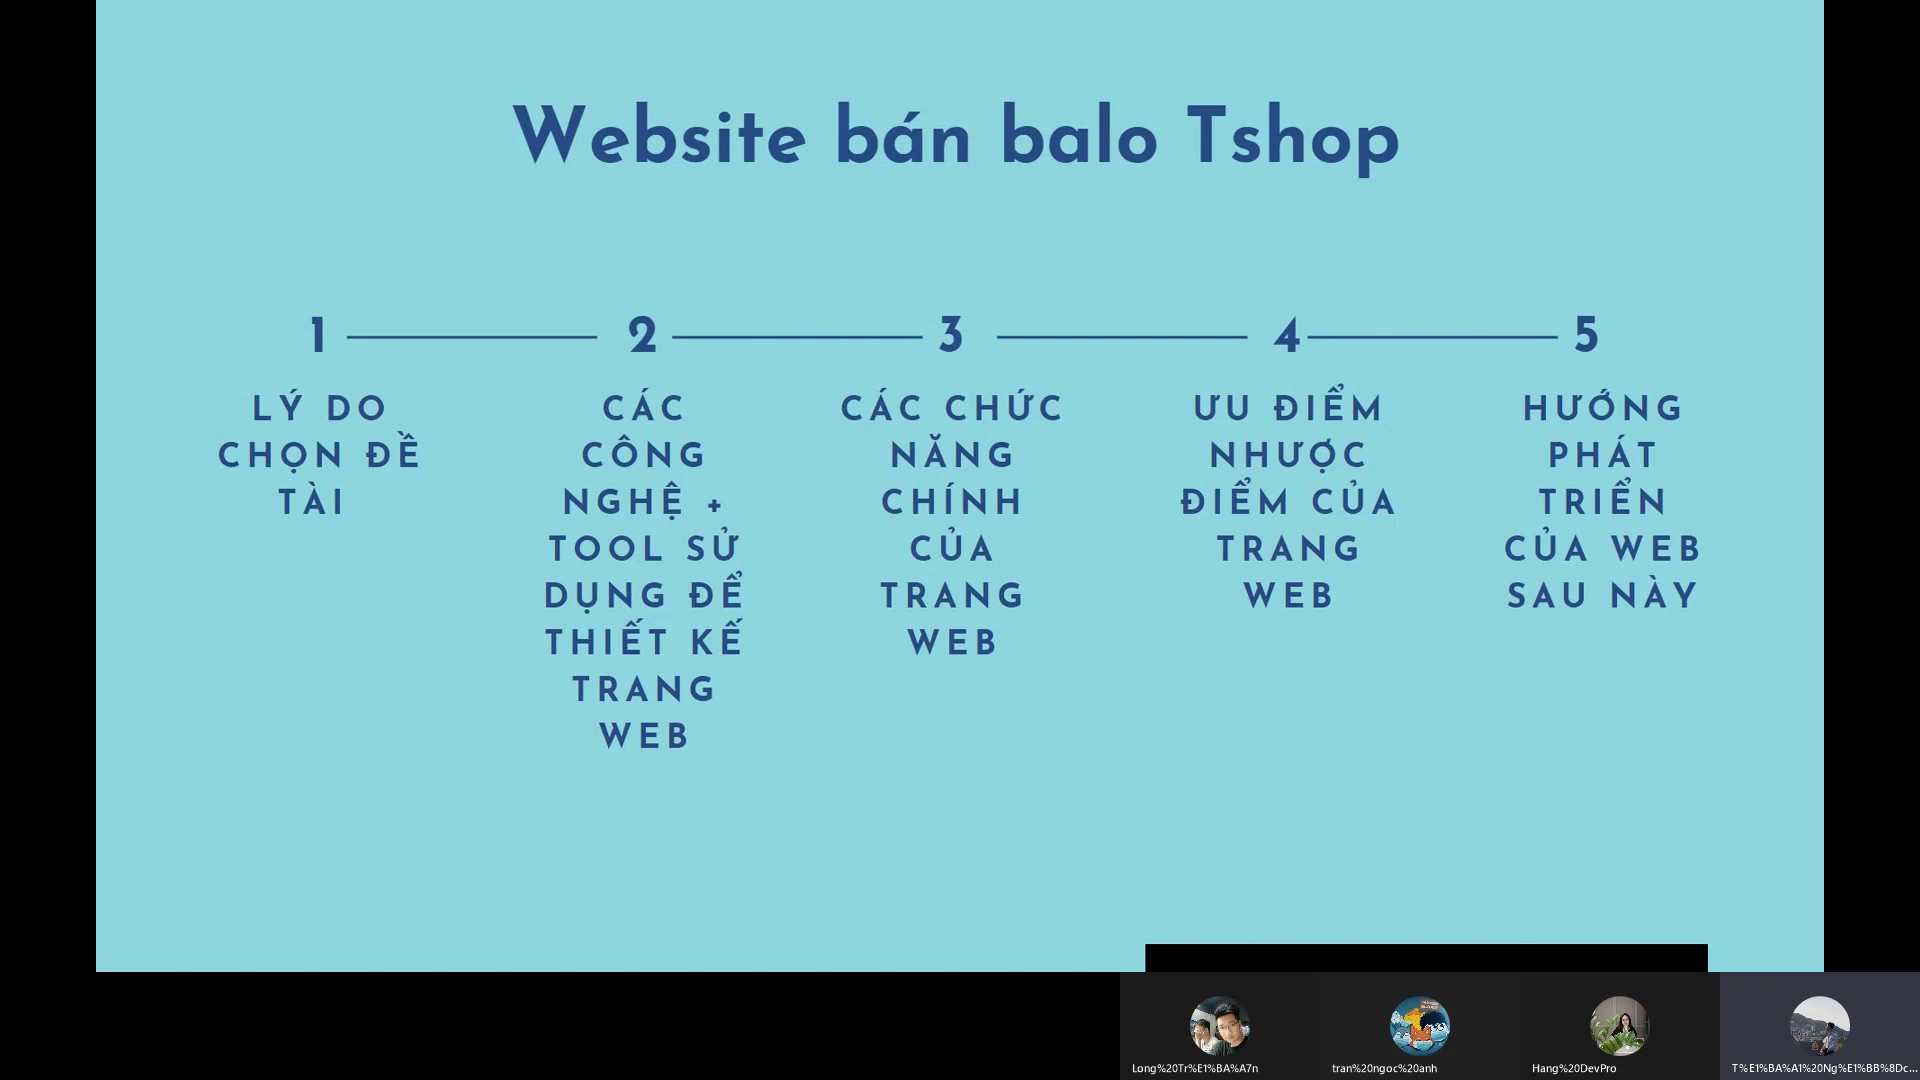 Website bán balo Tshop
1
LÝ DO
CHỌN ĐỀ
TÀI
2
CÁC
CÔNG
NGHỆ +
TOOL SỬ
DỤNG ĐỂ
THIẾT KẾ
TRANG
WEB
3
CÁC CHỨC
NĂNG
CHÍNH
CỦA
TRANG
WEB
4
ƯU ĐIỂM
NHƯỢC
ĐIỂM CỦA
TRANG
WEB
5
HƯỚNG
PHÁT
TRIỂN
CỦA WEB
SAU NÀY
Long%20Tr%E1%BA%A7n
tran%20ngoc%20anh
Hang%20DevPro
T%E1%BA%A1%20Ng%E1%BB%8Dc...